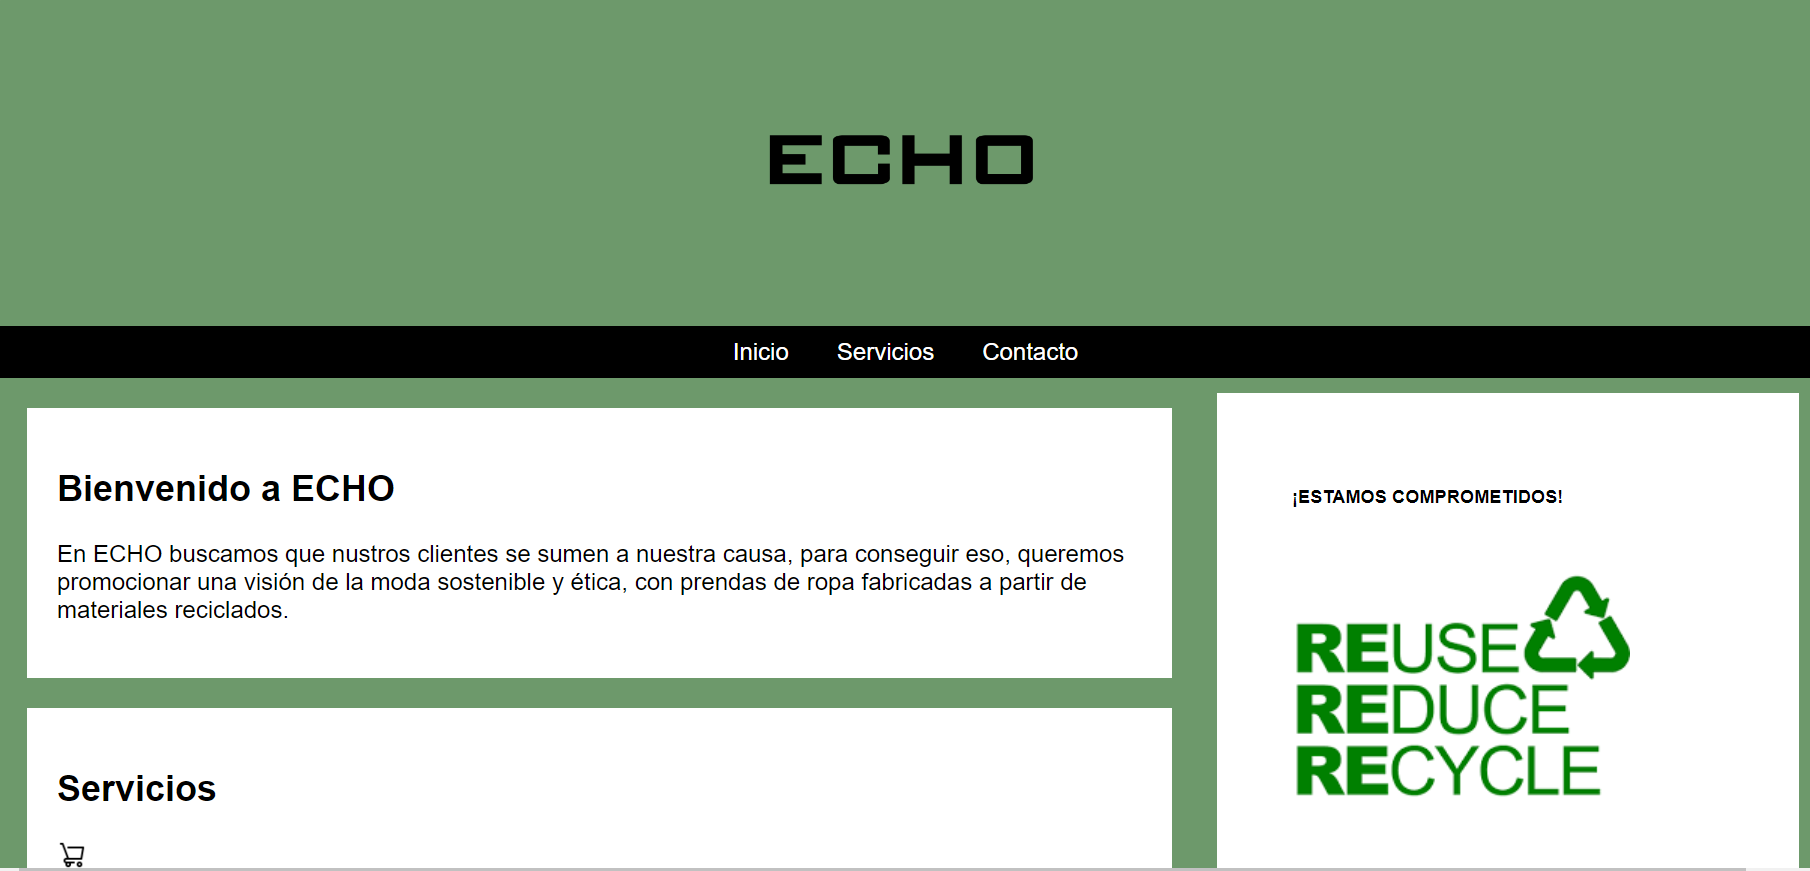 ECHO
Inicio Servicios Contacto
Bienvenido a ECHO
En ECHO buscamos que nustros clientes se sumen a nuestra causa, para conseguir eso, queremos
promocionar una visión de la moda sostenible y ética, con prendas de ropa fabricadas a partir de
materiales reciclados.
Servicios
¡ESTAMOS COMPROMETIDOS!
REUSE
REDUCE
RECYCLE